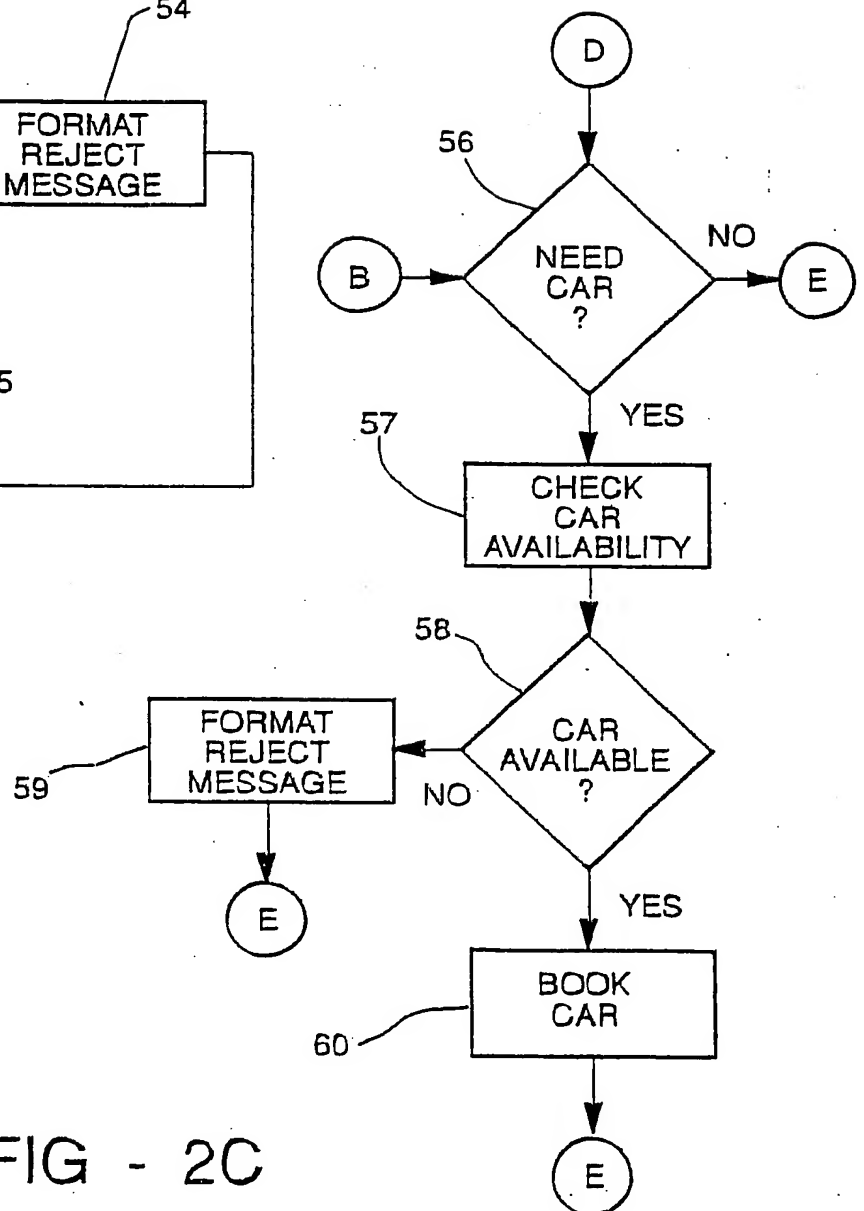 54
FORMAT
REJECT
MESSAGE
5
D
56
NEED
CAR
?
B
NO
E
YES
57
CHECK
CAR
AVAILABILITY
58
CAR
AVAILABLE
?
FORMAT
REJECT
MESSAGE
59
NO
E
YES
BOOK
CAR
60
E
FIG - 2C